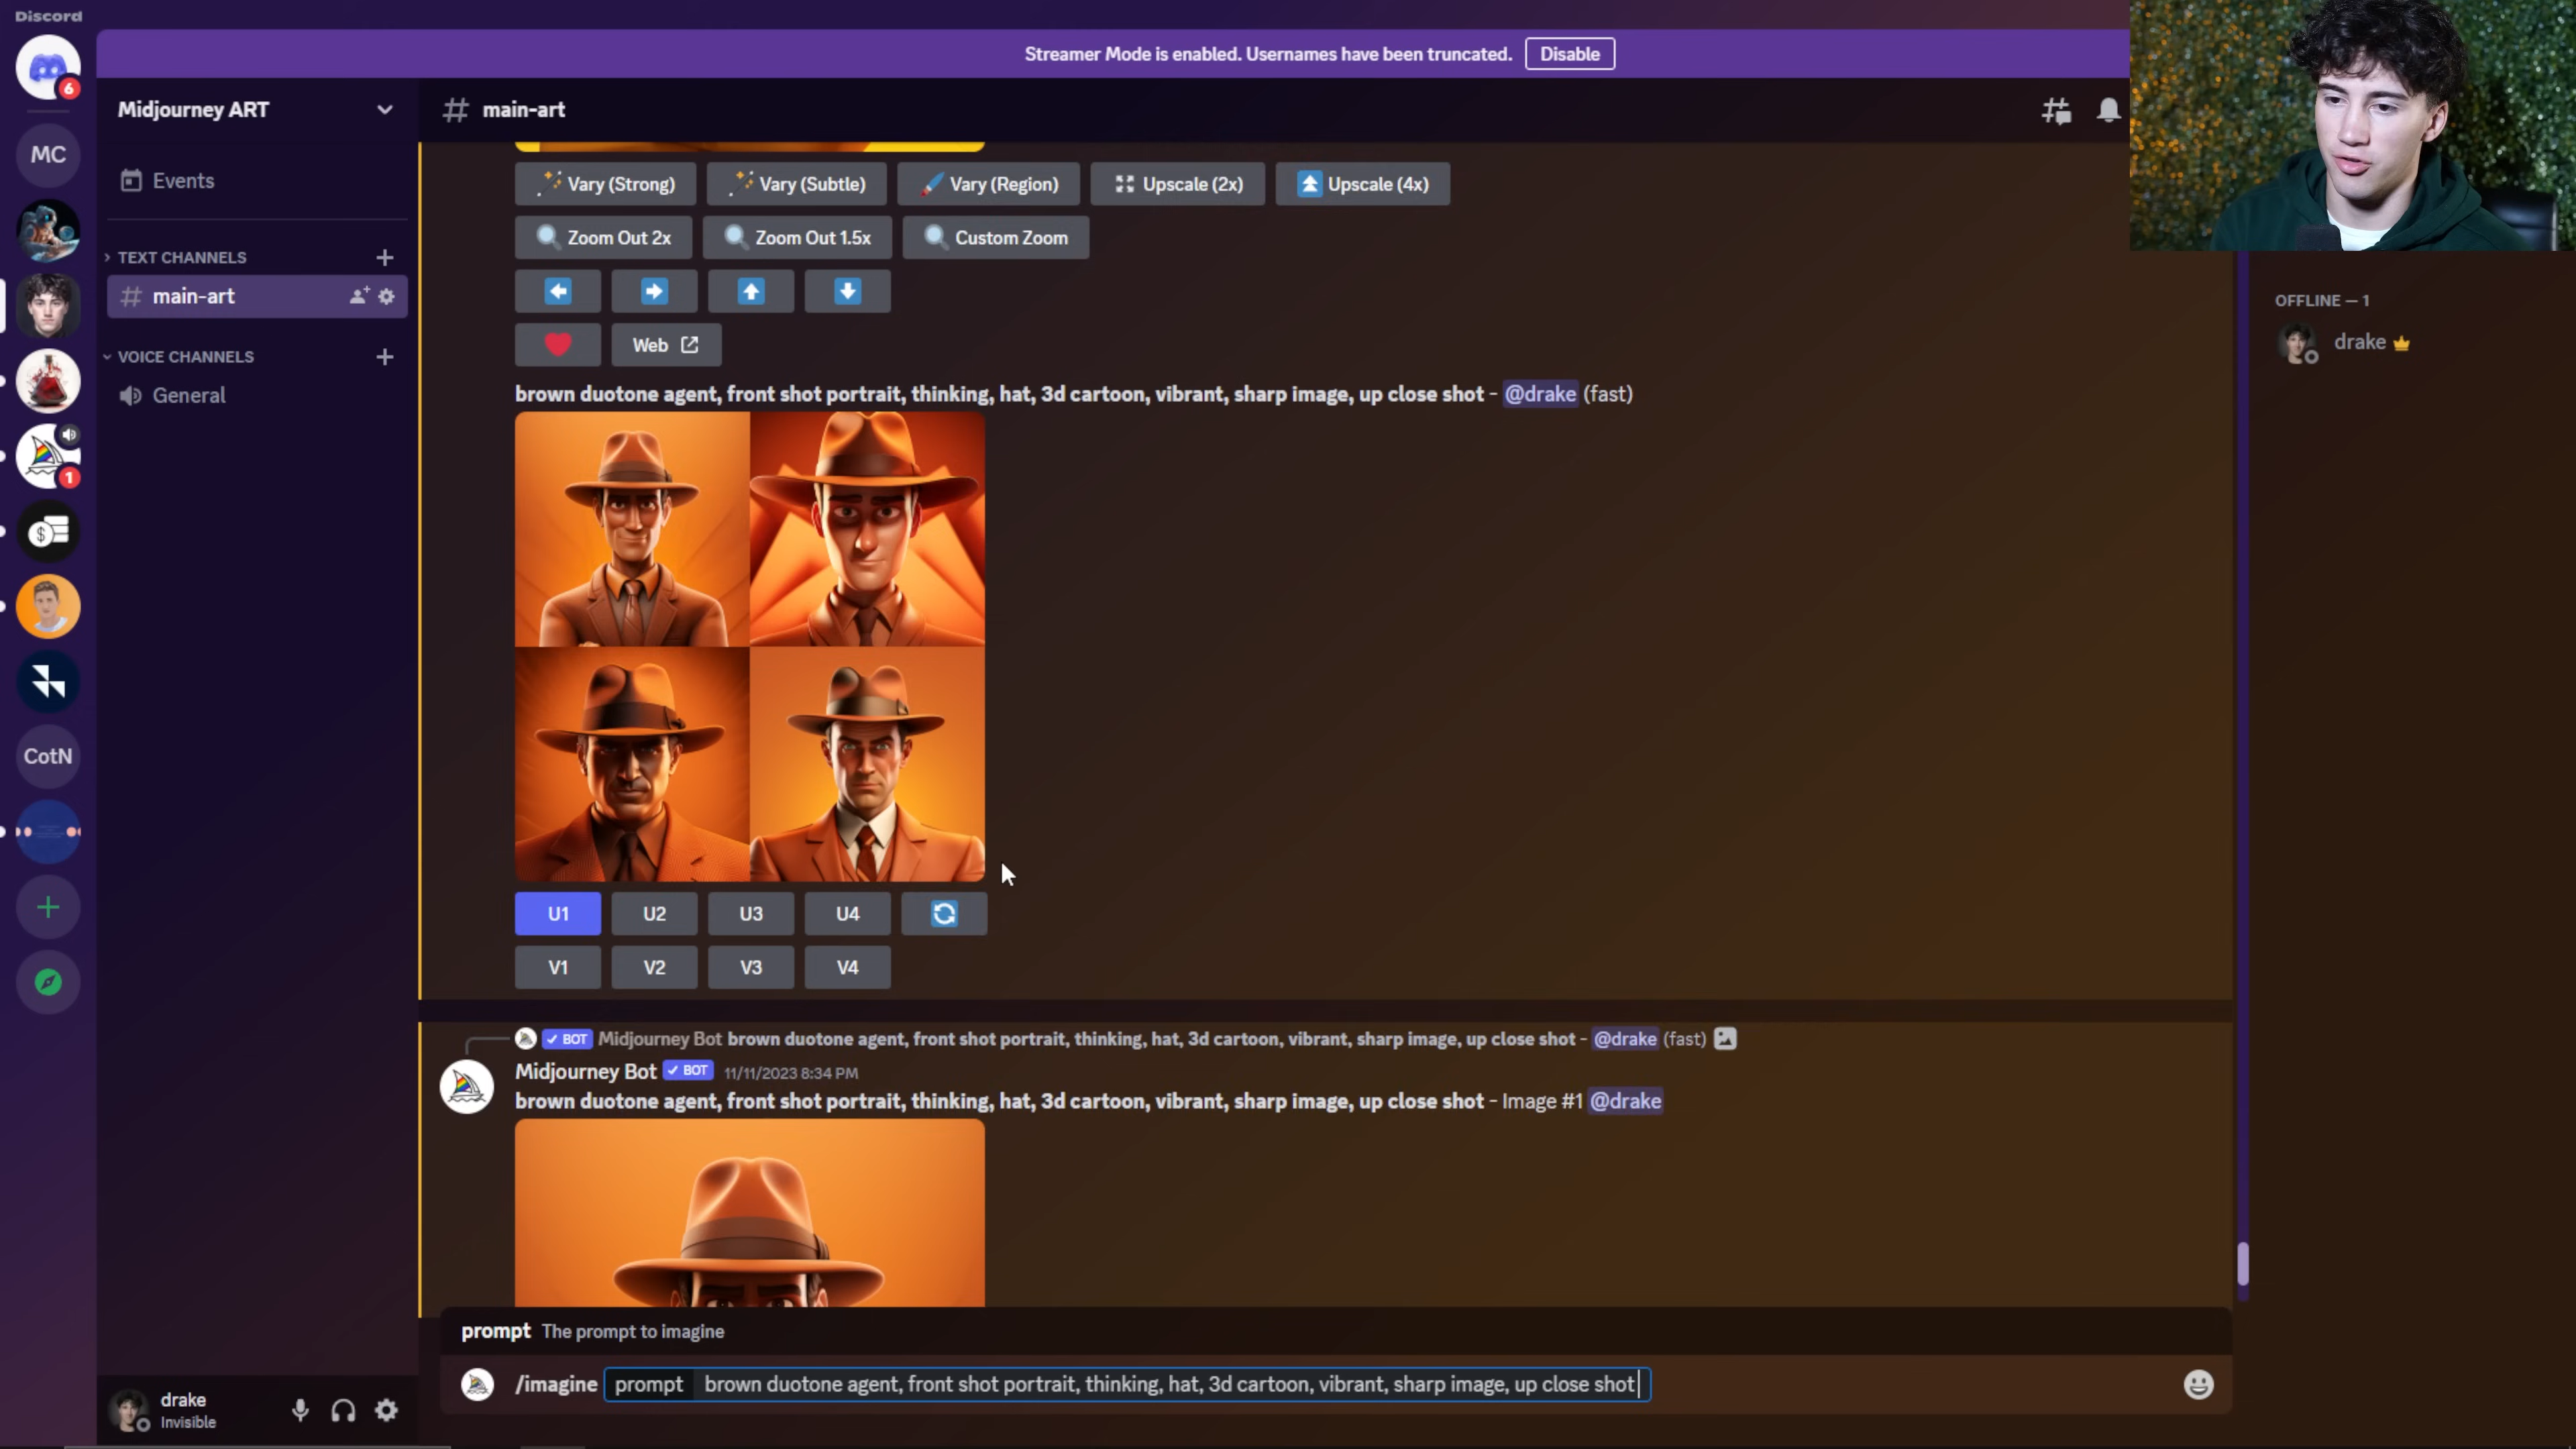 Discord
Streamer Mode is enabled. Usernames have been truncated. Disable
6
Midjourney ART
# main-art
MC
Events
Vary (Strong) Vary (Subtle) Vary (Region) Upscale (2x) Upscale (4x)
Zoom Out 2x Zoom Out 1.5x Custom Zoom
TEXT CHANNELS
# main-art
OFFLINE — 1
drake
Web
VOICE CHANNELS
General
brown duotone agent, front shot portrait, thinking, hat, 3d cartoon, vibrant, sharp image, up close shot - @drake (fast)
1
$
CotN
U1 U2 U3 U4
V1 V2 V3 V4
BOT Midjourney Bot brown duotone agent, front shot portrait, thinking, hat, 3d cartoon, vibrant, sharp image, up close shot - @drake (fast)
Midjourney Bot BOT 11/11/2023 8:34 PM
brown duotone agent, front shot portrait, thinking, hat, 3d cartoon, vibrant, sharp image, up close shot - Image #1 @drake
prompt The prompt to imagine
/imagine prompt brown duotone agent, front shot portrait, thinking, hat, 3d cartoon, vibrant, sharp image, up close shot
drake
Invisible